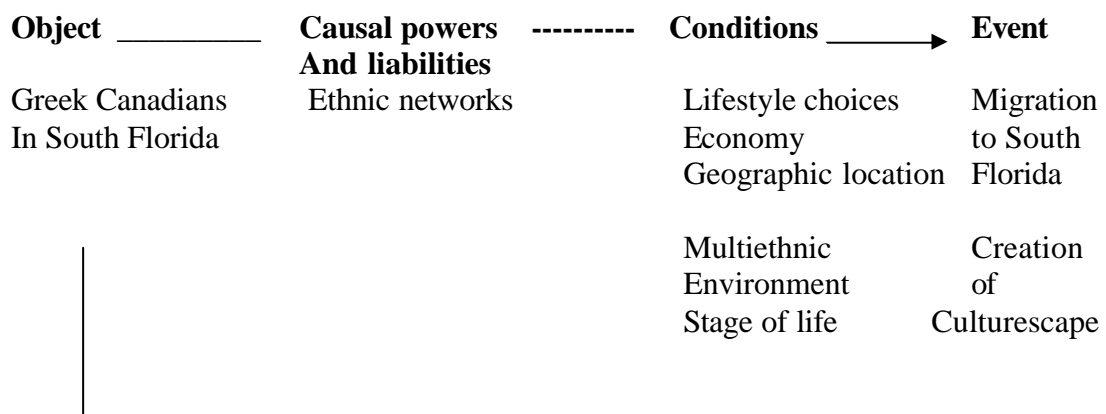 Object _________ Causal powers ---------- Conditions Event
And liabilities
Greek Canadians Ethnic networks Lifestyle choices Migration
In South Florida Economy to South
Geographic location Florida
Multiethnic Creation
Environment of
Stage of life Culturescape